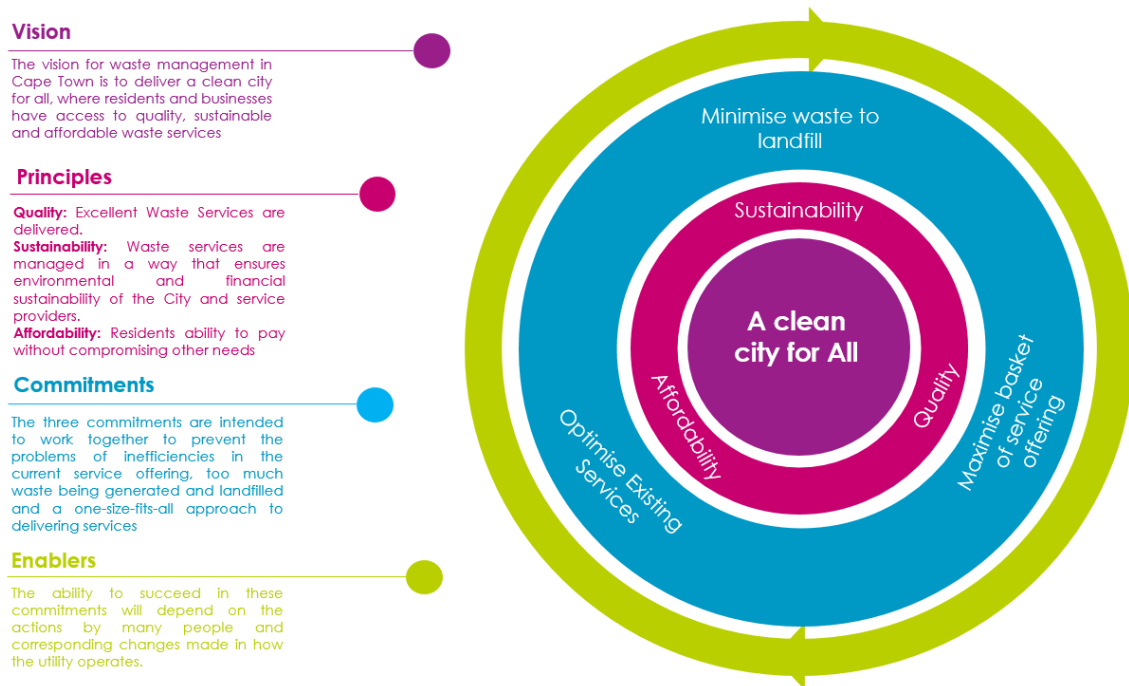 Vision
The vision for waste management in
Cape Town is to deliver a clean city
for all, where residents and businesses
have access to quality, sustainable
and affordable waste services
Principles
Quality: Excellent Waste Services are
delivered.
Sustainability: Waste services are
managed in a way that ensures
environmental and financial
sustainability of the City and service
providers.
Affordability: Residents ability to pay
without compromising other needs
Commitments
The three commitments are intended
to work together to prevent the
problems of inefficiencies in the
current service offering, too much
waste being generated and landfilled
and a one-size-fits-all approach to
delivering services
Enablers
The ability to succeed in these
commitments will depend on the
actions by many people and
corresponding changes made in how
the utility operates.
Minimise waste to
landfill
Sustainability
A clean
city for All
Affordability
Quality
Optimise Existing
Services
Maximise basket
of service
offering